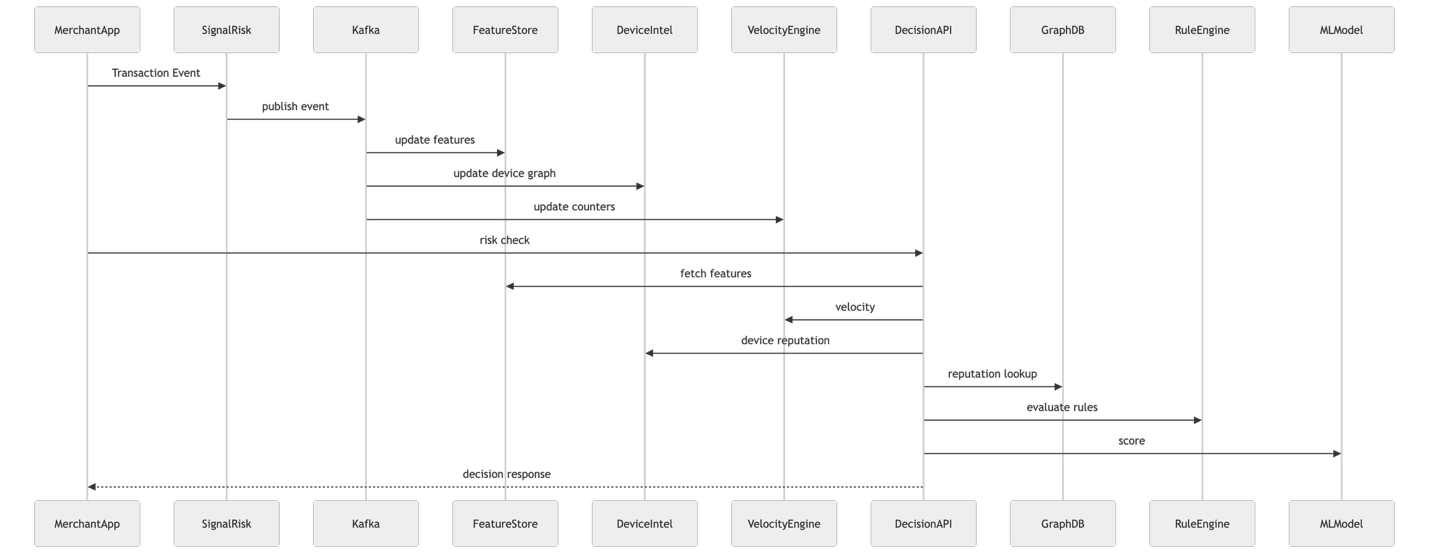 MerchantApp
SignalRisk
Kafka
FeatureStore
DeviceIntel
VelocityEngine
DecisionAPI
GraphDB
RuleEngine
MLModel
Transaction Event
publish event
update features
update device graph
update counters
risk check
fetch features
velocity
device reputation
reputation lookup
evaluate rules
score
decision response
MerchantApp
SignalRisk
Kafka
FeatureStore
DeviceIntel
VelocityEngine
DecisionAPI
GraphDB
RuleEngine
MLModel